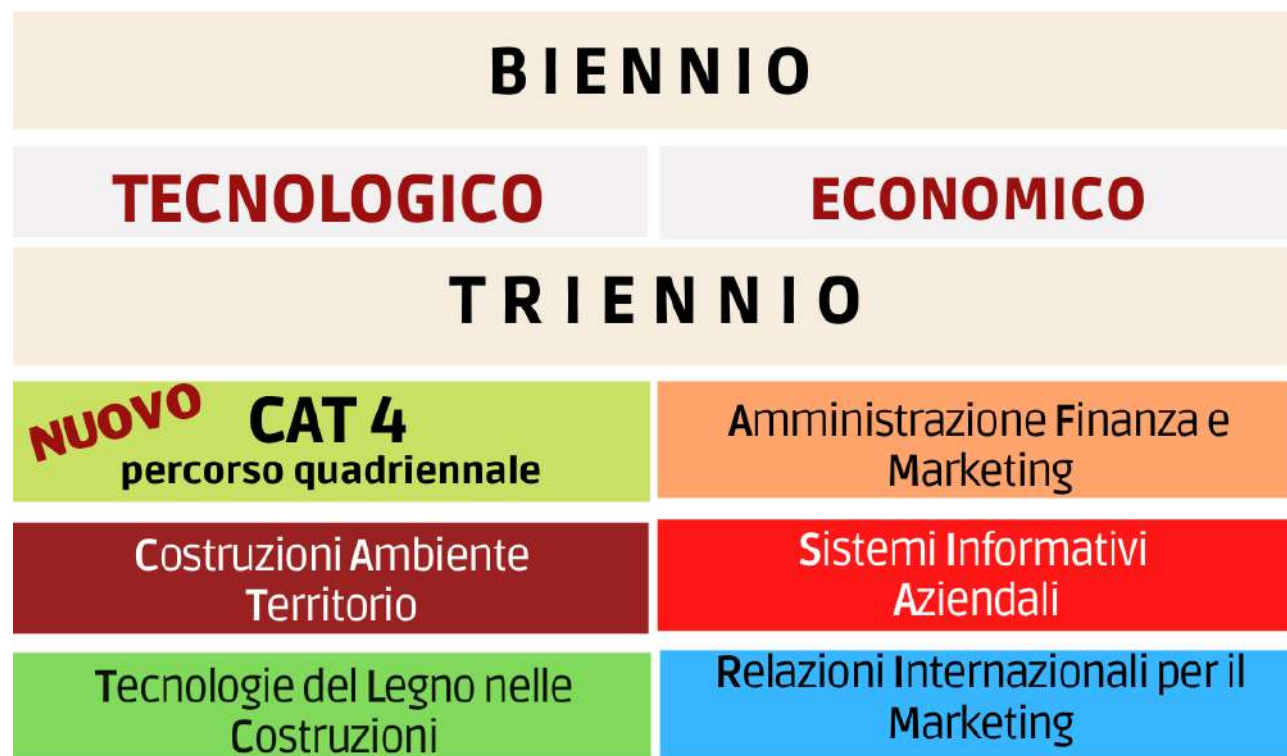 BIENNIO
TECNOLOGICO
ECONOMICO
TRIENNIO
NUOVO
CAT 4
percorso quadriennale
Amministrazione Finanza e
Marketing
Costruzioni Ambiente
Territorio
Sistemi Informativi
Aziendali
Tecnologie del Legno nelle
Costruzioni
Relazioni Internazionali per il
Marketing